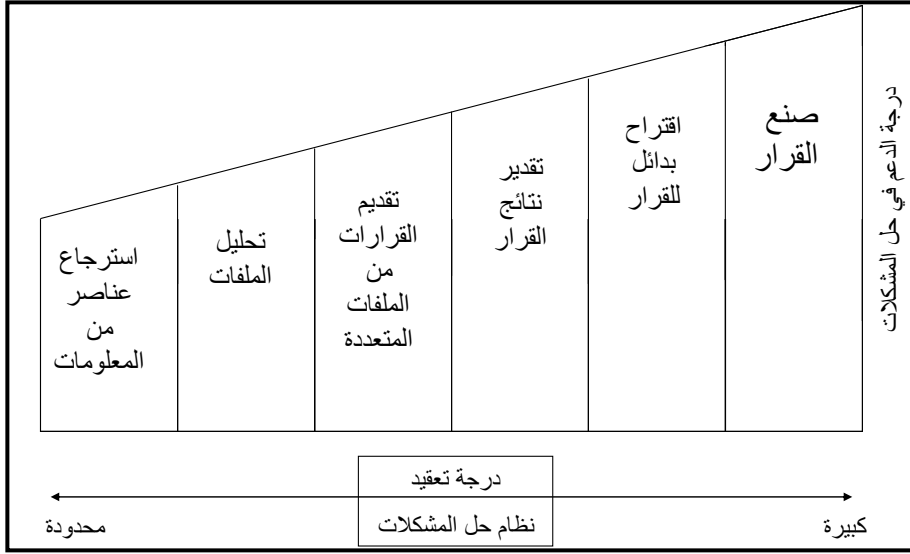 صنع
القرار
اقتراح
بدائل
للقرار
تقدير
نتائج
القرار
تقديم
القرارات
من
الملفات
المتعددة
تحليل
الملفات
استرجاع
عناصر
من
المعلومات
درجة الدعم في حل المشكلات
درجة تعقيد
نظام حل المشكلات
كبيرة
محدودة